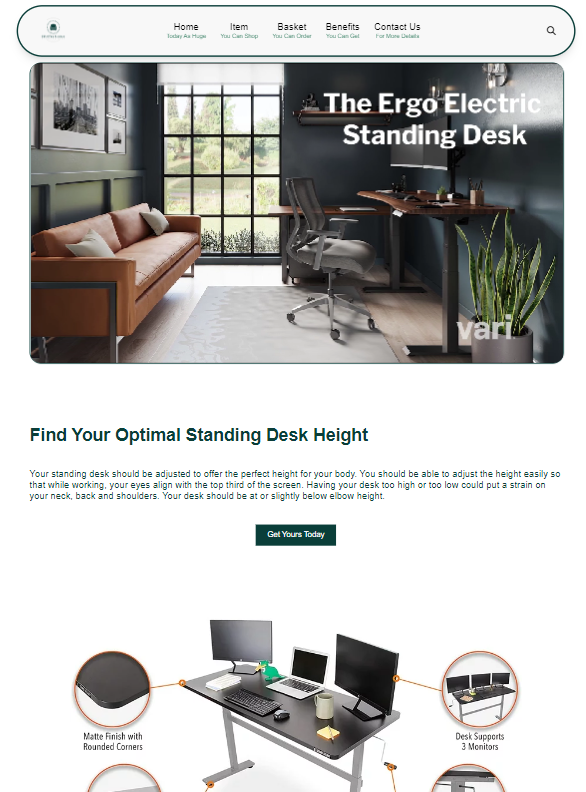 Home Item Basket Benefits Contact Us
Today As Huge You Can Shop You Can Order You Can Get For More Details
The Ergo Electric
Standing Desk
vari
Find Your Optimal Standing Desk Height
Your standing desk should be adjusted to offer the perfect height for your body. You should be able to adjust the height easily so
that while working, your eyes align with the top third of the screen. Having your desk too high or too low could put a strain on
your neck, back and shoulders. Your desk should be at or slightly below elbow height.
Get Yours Today
Matte Finish with
Rounded Corners
Desk Supports
3 Monitors